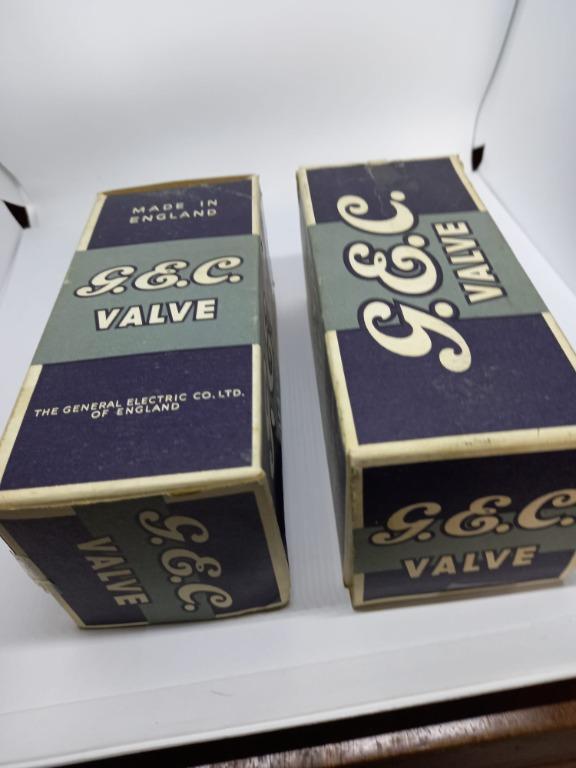 MADE IN
ENGLAND
G.E.C.
VALVE
THE GENERAL ELECTRIC CO. LTD.
OF ENGLAND
G.E.C.
VALVE
G.E.C.
VALVE
G.E.C.
VALVE